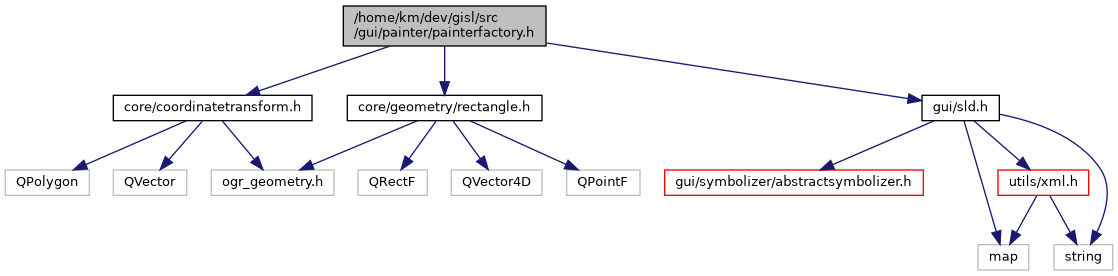 /home/km/dev/gisl/src
/gui/painter/painterfactory.h
core/coordinatetransform.h
core/geometry/rectangle.h
gui/sld.h
QPolygon
QVector
ogr_geometry.h
QRectF
QVector4D
QPointF
gui/symbolizer/abstractsymbolizer.h
utils/xml.h
map
string